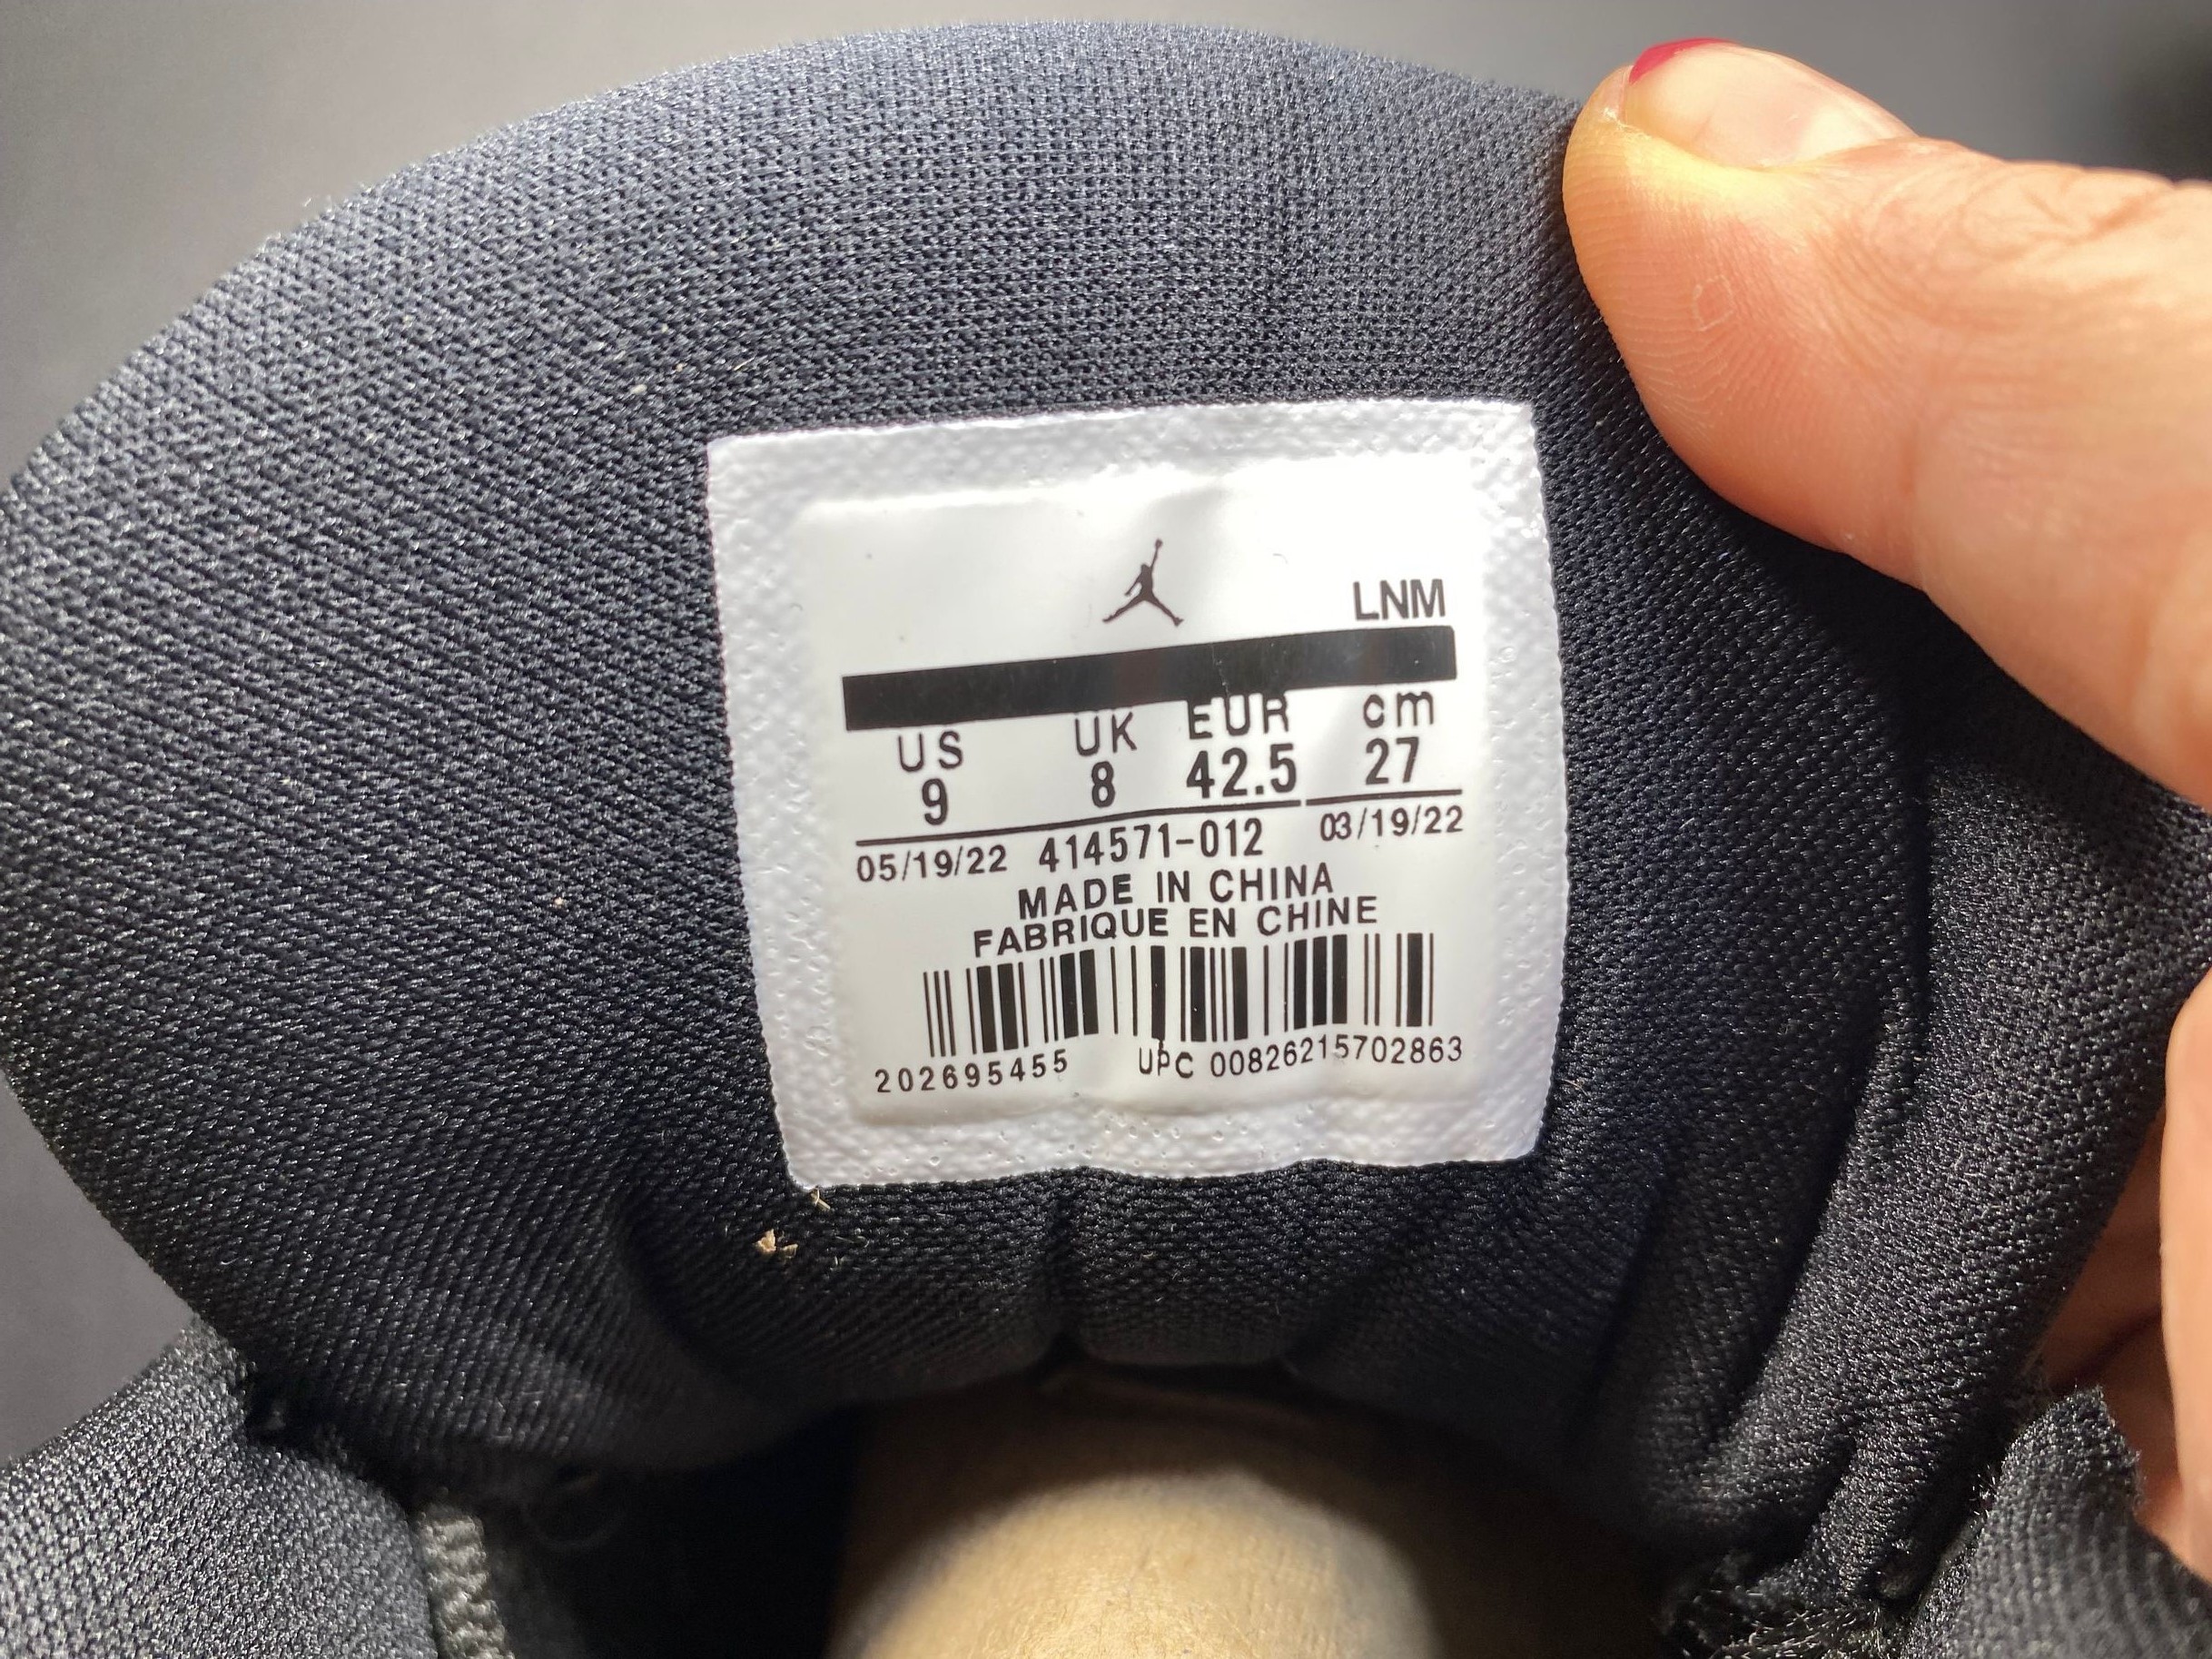 LNM
US UK EUR cm
9 8 42.5 27
05/19/22 414571-012 03/19/22
MADE IN CHINA
FABRIQUE EN CHINE
202695455 UPC 00826215702863